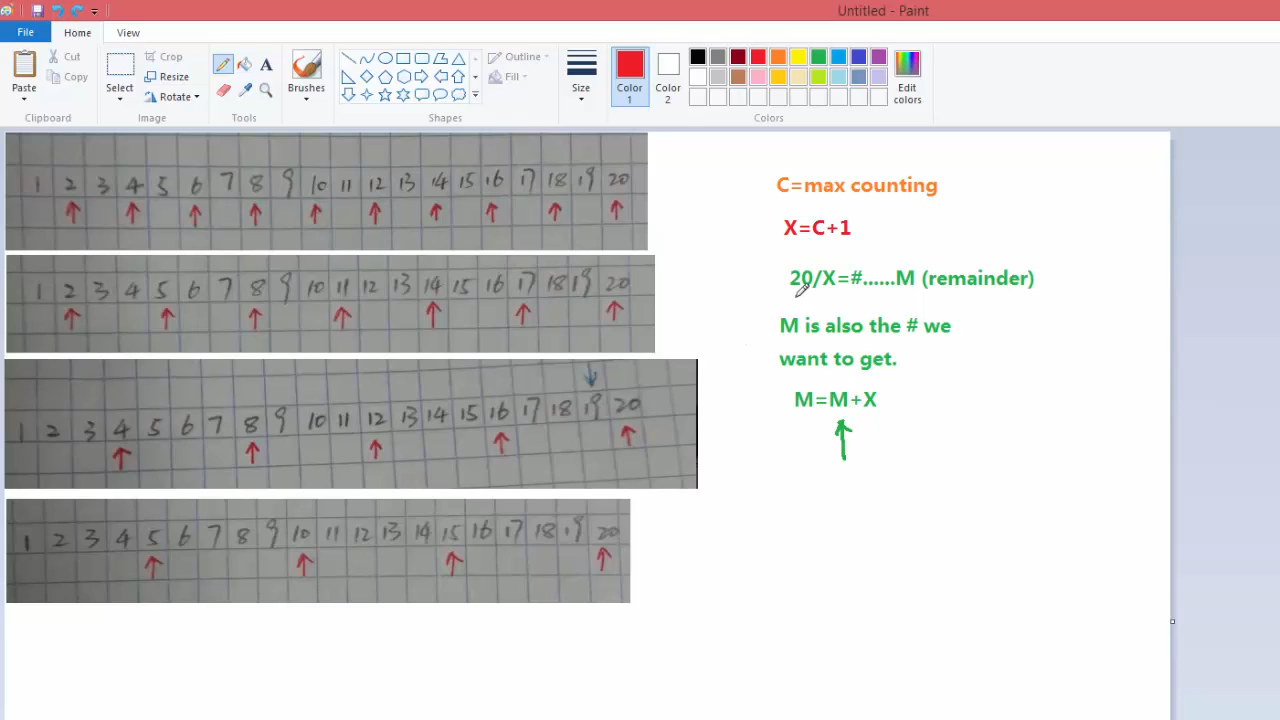 Untitled - Paint
File Home View
Paste
Cut
Copy
Clipboard
Select
Crop
Resize
Rotate
Image
A
Tools
Brushes
Outline
Fill
Shapes
Size
Color 1
Color 2
Edit colors
Colors
1 2 3 4 5 6 7 8 9 10 11 12 13 14 15 16 17 18 19 20
1 2 3 4 5 6 7 8 9 10 11 12 13 14 15 16 17 18 19 20
1 2 3 4 5 6 7 8 9 10 11 12 13 14 15 16 17 18 19 20
1 2 3 4 5 6 7 8 9 10 11 12 13 14 15 16 17 18 19 20
C=max counting
X=C+1
20/X=#......M (remainder)
M is also the # we
want to get.
M=M+X